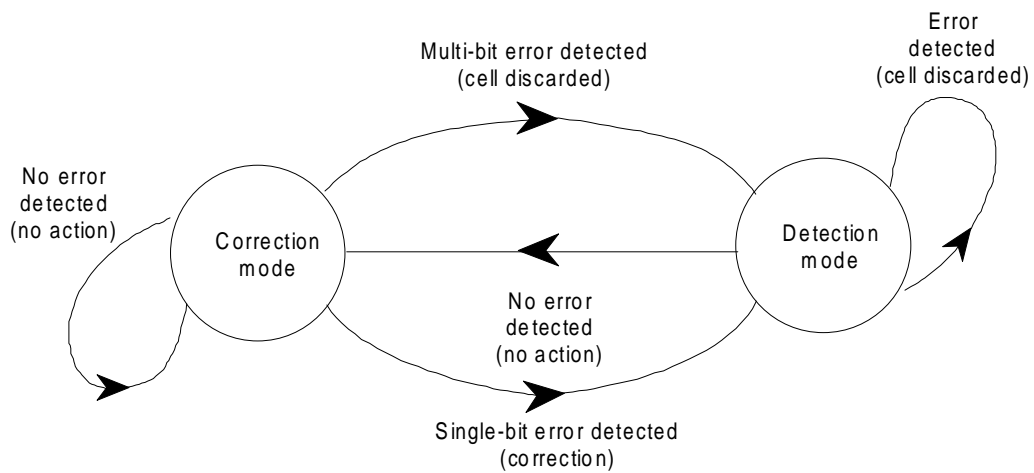 Multi-bit error detected
(cell discarded)
Error
detected
(cell discarded)
No error
detected
(no action)
Correction
mode
Detection
mode
No error
detected
(no action)
Single-bit error detected
(correction)